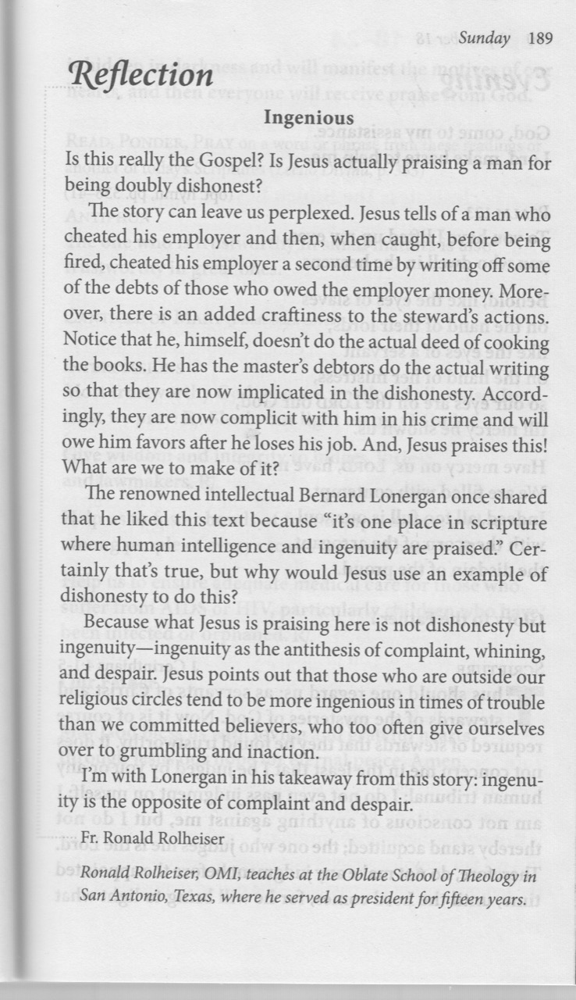 Sunday 189
Reflection
Ingenious
Is this really the Gospel? Is Jesus actually praising a man for
being doubly dishonest?
The story can leave us perplexed. Jesus tells of a man who
cheated his employer and then, when caught, before being
fired, cheated his employer a second time by writing off some
of the debts of those who owed the employer money. More-
over, there is an added craftiness to the steward’s actions.
Notice that he, himself, doesn’t do the actual deed of cooking
the books. He has the master’s debtors do the actual writing
so that they are now implicated in the dishonesty. Accord-
ingly, they are now complicit with him in his crime and will
owe him favors after he loses his job. And, Jesus praises this!
What are we to make of it?
The renowned intellectual Bernard Lonergan once shared
that he liked this text because “it’s one place in scripture
where human intelligence and ingenuity are praised.” Cer-
tainly that’s true, but why would Jesus use an example of
dishonesty to do this?
Because what Jesus is praising here is not dishonesty but
ingenuity—ingenuity as the antithesis of complaint, whining,
and despair. Jesus points out that those who are outside our
religious circles tend to be more ingenious in times of trouble
than we committed believers, who too often give ourselves
over to grumbling and inaction.
I’m with Lonergan in his takeaway from this story: ingenu-
ity is the opposite of complaint and despair.
Fr. Ronald Rolheiser
Ronald Rolheiser, OMI, teaches at the Oblate School of Theology in
San Antonio, Texas, where he served as president for fifteen years.